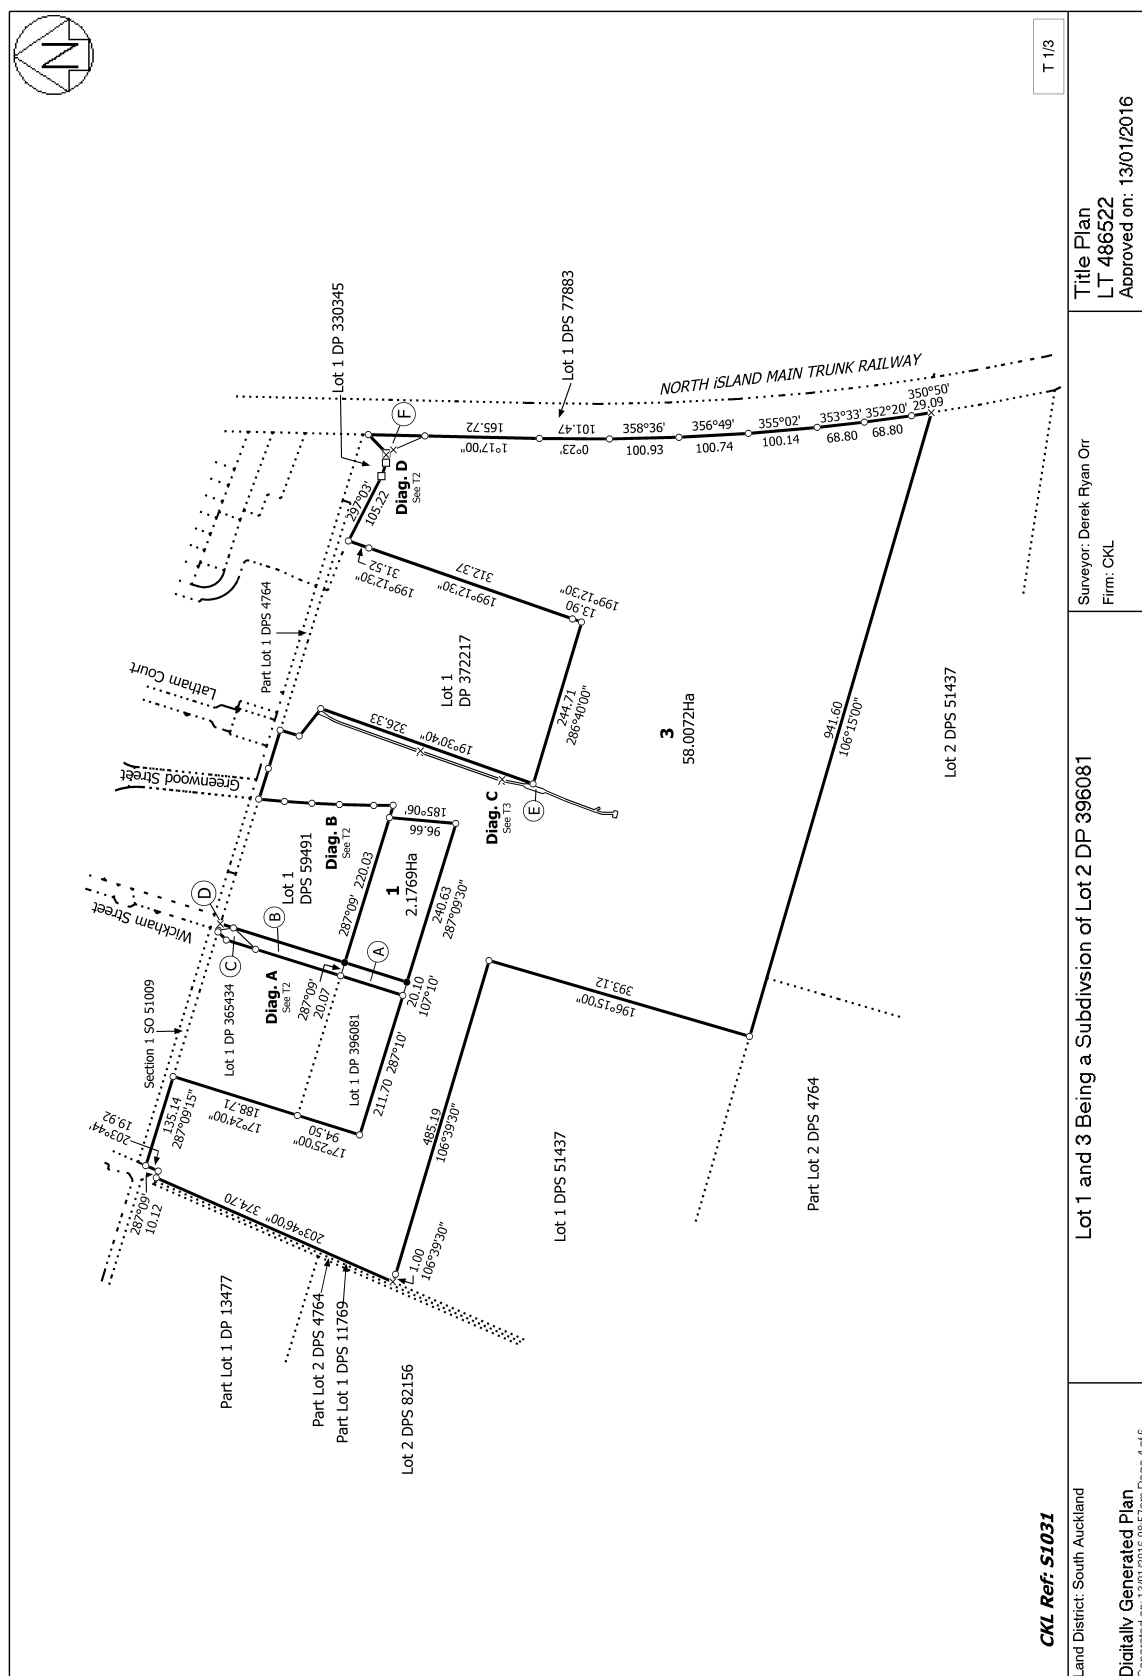 N
T 1/3
Lot 1 DP 330345
Lot 1 DPS 77883
NORTH iSLAND MAIN TRUNK RAILWAY
F
Diag. D
See T2
297°03'
105.22
31.52
199°12'30"
312.37
199°12'30"
13.90
199°12'30"
165.72
1°17'00"
101.47
0°23'
358°36'
100.93
356°49'
100.74
355°02'
100.14
353°33'
68.80
352°20'
68.80
350°50'
29.09
Part Lot 1 DPS 4764
Latham Court
Greenwood Street
Wickham Street
Lot 1
DP 372217
326.33
19°30'40"
244.71
286°40'00"
3
58.0072Ha
941.60
106°15'00"
Lot 2 DPS 51437
Diag. C
See T3
E
Lot 1
DPS 59491
Diag. B
See T2
185°06'
96.66
287°09'
220.03
1
2.1769Ha
240.63
287°09'30"
D
B
C
A
Diag. A
See T2
287°09'
20.07
20.10
107°10'
Section 1 SO 51009
Lot 1 DP 365434
Lot 1 DP 396081
211.70
287°10'
188.71
17°24'00"
94.50
17°25'00"
135.14
287°09'15"
19.92
203°44'
287°09'
10.12
374.70
203°46'00"
1.00
106°39'30"
485.19
106°39'30"
393.12
196°15'00"
Lot 1 DPS 51437
Part Lot 2 DPS 4764
Part Lot 1 DP 13477
Part Lot 2 DPS 4764
Part Lot 1 DPS 11769
Lot 2 DPS 82156
CKL Ref: S1031
Land District: South Auckland
Digitally Generated Plan
Generated on: 13/01/2016 08:57am Page 4 of 6
Lot 1 and 3 Being a Subdivision of Lot 2 DP 396081
Surveyor: Derek Ryan Orr
Firm: CKL
Title Plan
LT 486522
Approved on: 13/01/2016